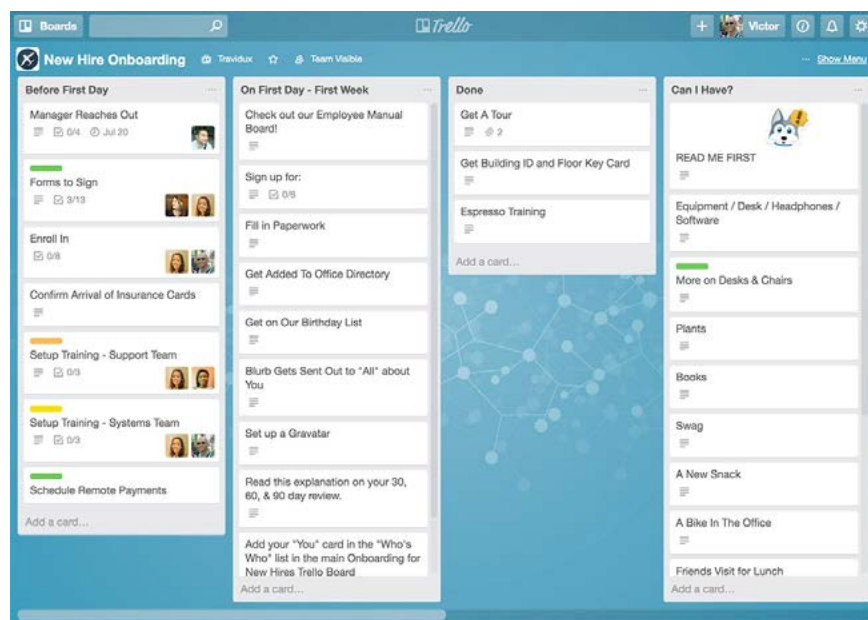 Boards
Trello
+
Victor
New Hire Onboarding
Travidux
Team Visible
... Show Menu
Before First Day
...
Manager Reaches Out
0/4
Jul 20
Forms to Sign
3/13
Enroll In
0/8
Confirm Arrival of Insurance Cards
Setup Training - Support Team
0/3
Setup Training - Systems Team
0/3
Schedule Remote Payments
Add a card...
On First Day - First Week
...
Check out our Employee Manual
Board!
Sign up for:
0/6
Fill in Paperwork
Get Added To Office Directory
Get on Our Birthday List
Blurb Gets Sent Out to "All" about
You
Set up a Gravatar
Read this explanation on your 30,
60, & 90 day review.
Add your "You" card in the "Who's
Who" list in the main Onboarding for
New Hires Trello Board
Add a card...
Done
...
Get A Tour
2
Get Building ID and Floor Key Card
Espresso Training
Add a card...
Can I Have?
...
READ ME FIRST
Equipment / Desk / Headphones /
Software
More on Desks & Chairs
Plants
Books
Swag
A New Snack
A Bike In The Office
Friends Visit for Lunch
Add a card...